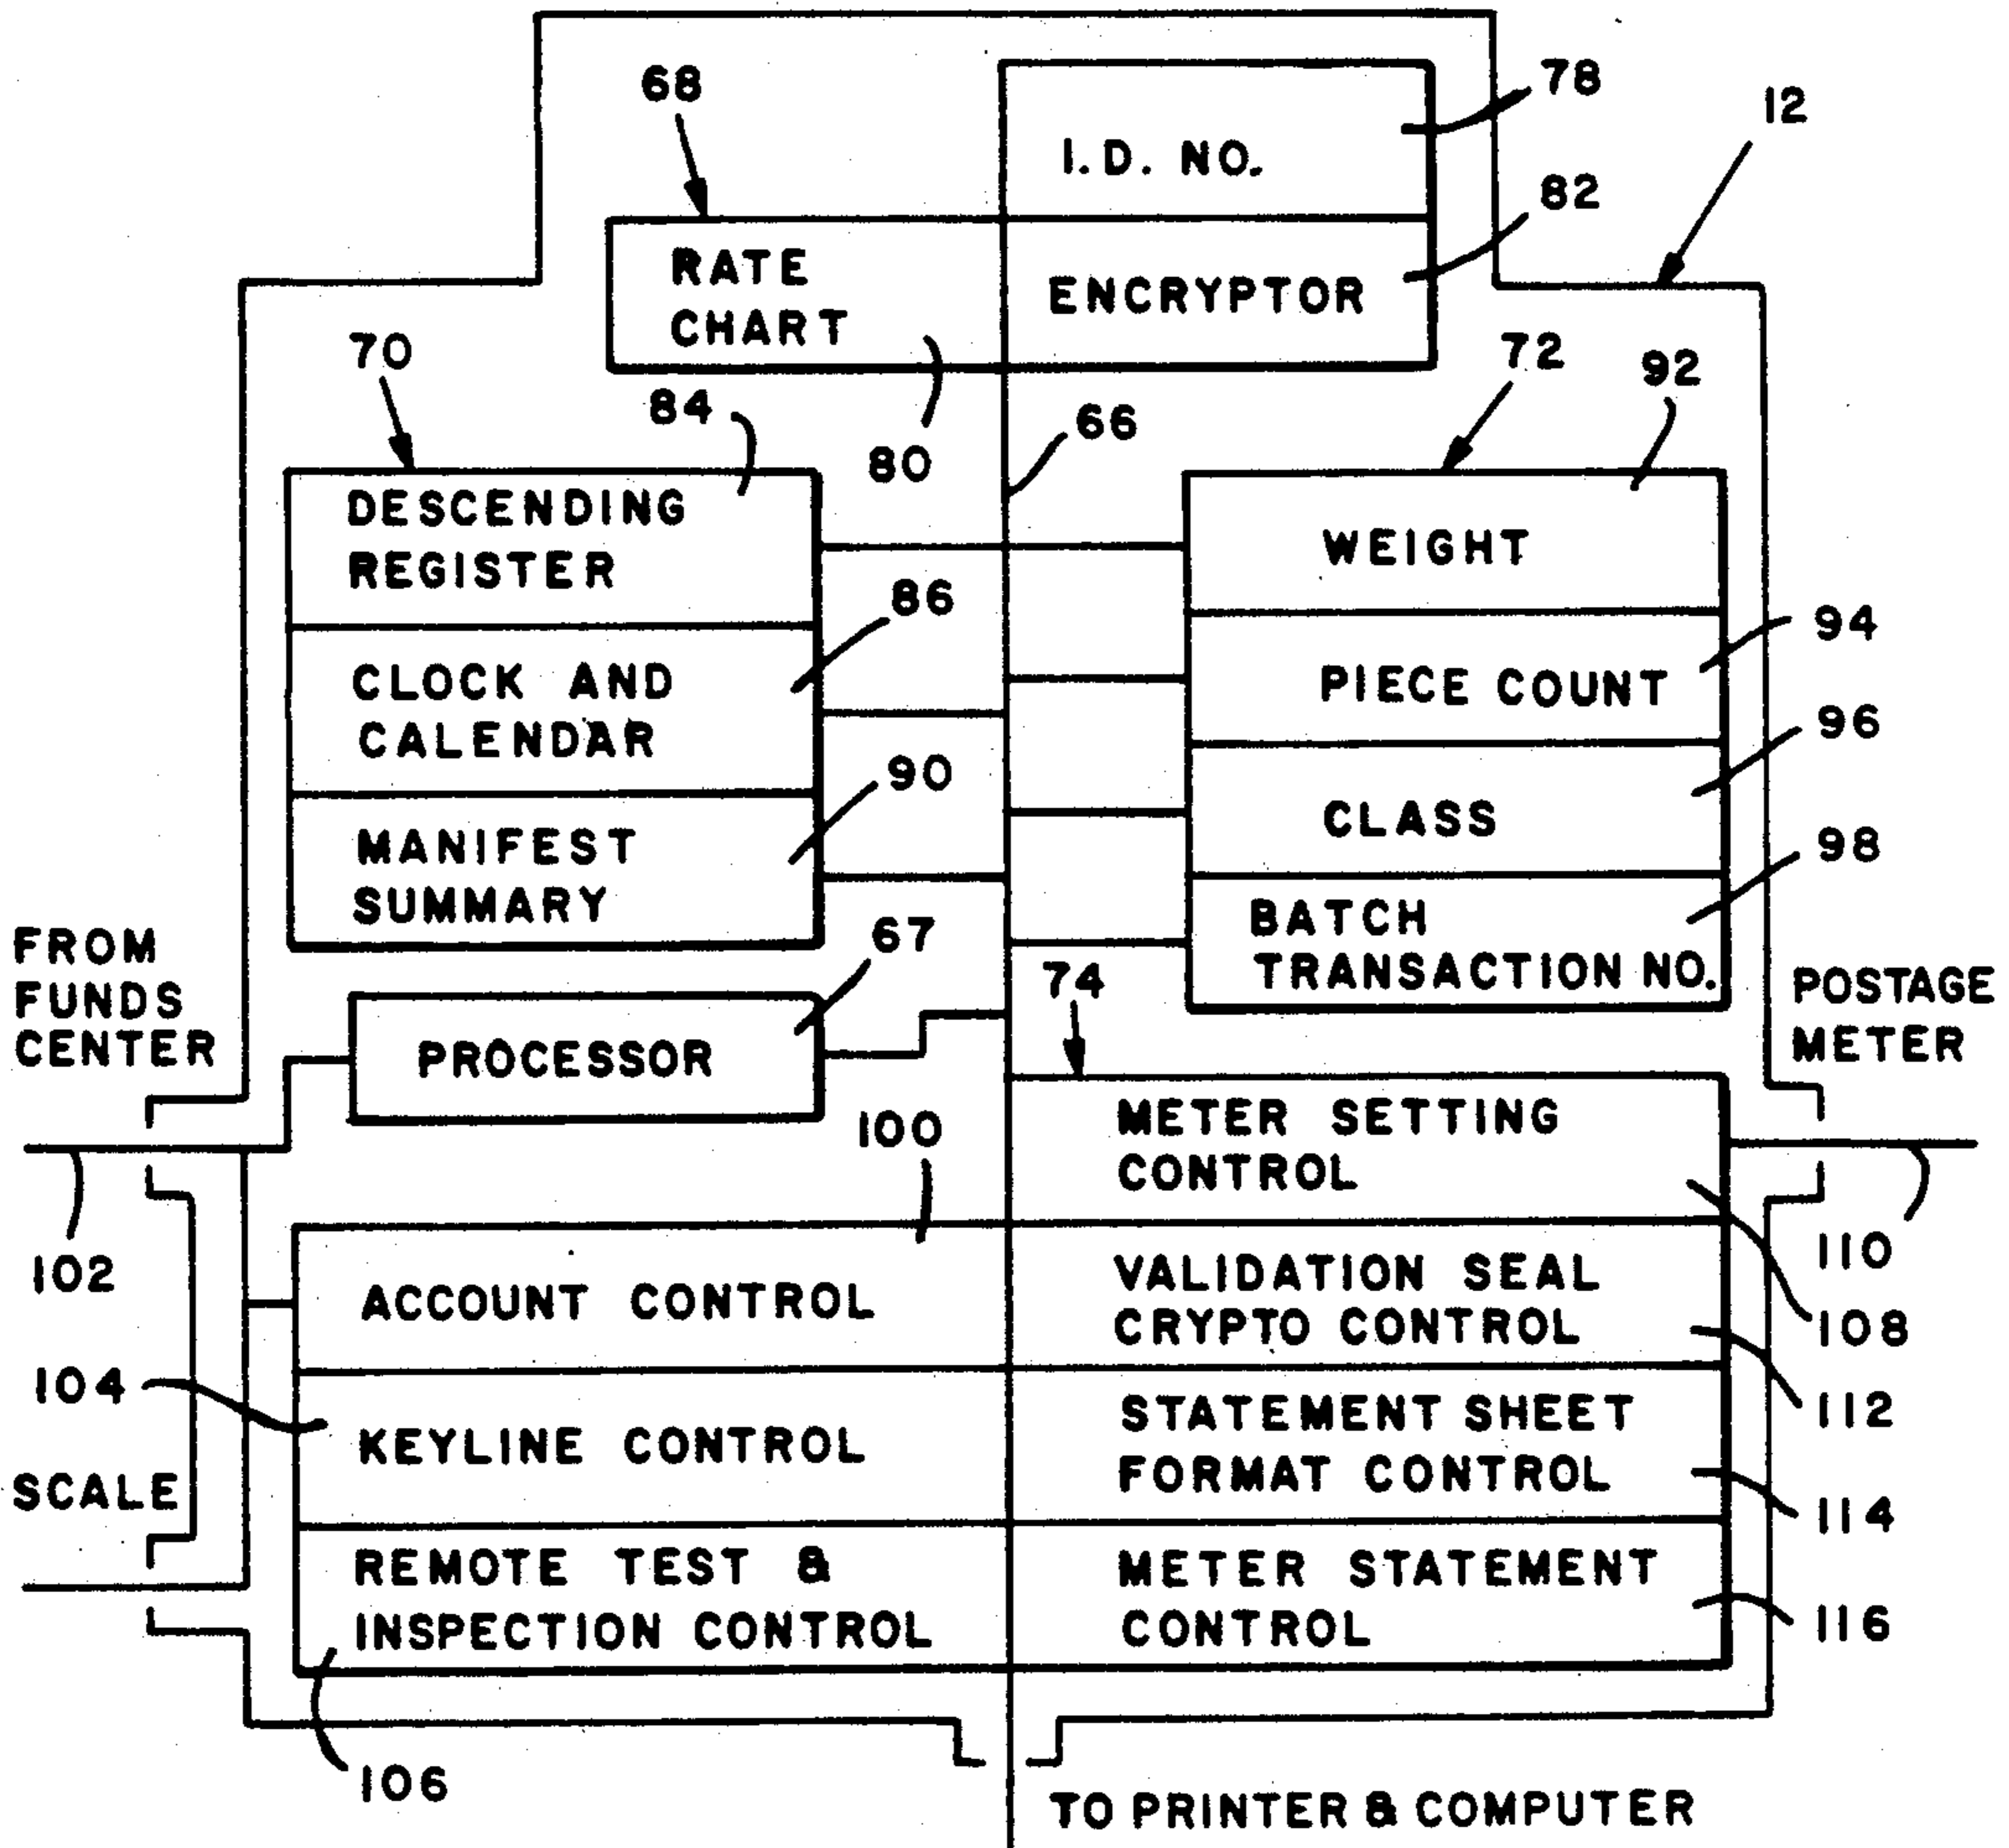 68
78
12
I.D. NO.
82
RATE
CHART
ENCRYPTOR
70
72
92
84
80
66
DESCENDING
REGISTER
WEIGHT
86
94
CLOCK AND
CALENDAR
PIECE COUNT
96
90
CLASS
MANIFEST
SUMMARY
98
BATCH
TRANSACTION NO.
FROM
FUNDS
CENTER
67
74
POSTAGE
METER
PROCESSOR
100
METER SETTING
CONTROL
102
110
ACCOUNT CONTROL
VALIDATION SEAL
CRYPTO CONTROL
108
104
112
KEYLINE CONTROL
STATEMENT SHEET
FORMAT CONTROL
SCALE
114
REMOTE TEST &
INSPECTION CONTROL
METER STATEMENT
CONTROL
116
106
TO PRINTER & COMPUTER